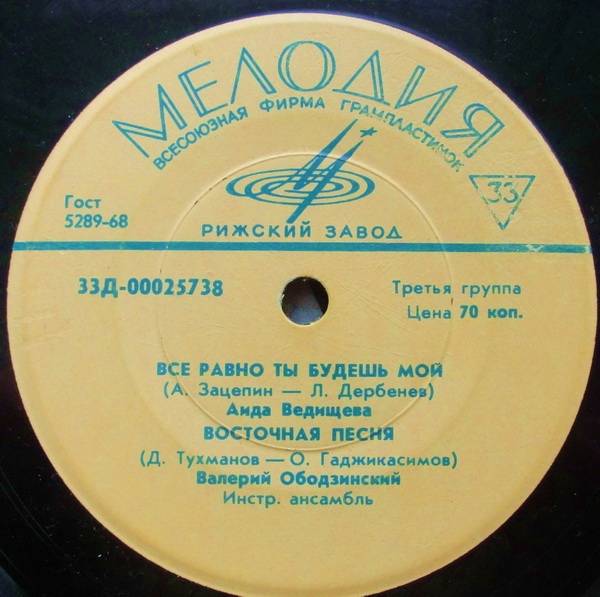 МЕЛОДИЯ
ВСЕСОЮЗНАЯ ФИРМА ГРАМПЛАСТИНОК
33
Гост
5289-68
РИЖСКИЙ ЗАВОД
33Д-00025738
Третья группа
Цена 70 коп.
ВСЕ РАВНО ТЫ БУДЕШЬ МОЙ
(А. Зацепин — Л. Дербенев)
Аида Ведищева
ВОСТОЧНАЯ ПЕСНЯ
(Д. Тухманов — О. Гаджикасимов)
Валерий Ободзинский
Инстр. ансамбль